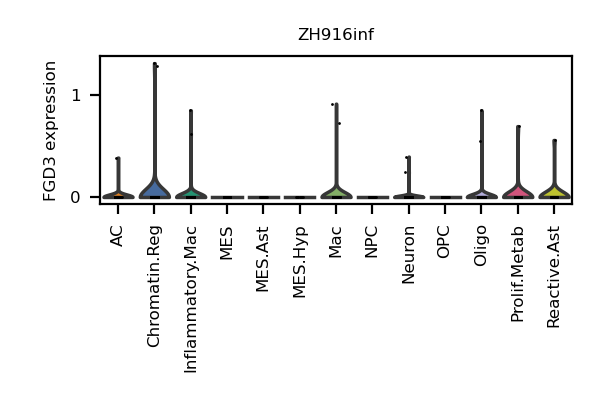 ZH916inf
FGD3 expression
1
0
AC
Chromatin.Reg
Inflammatory.Mac
MES
MES.Ast
MES.Hyp
Mac
NPC
Neuron
OPC
Oligo
Prolif.Metab
Reactive.Ast